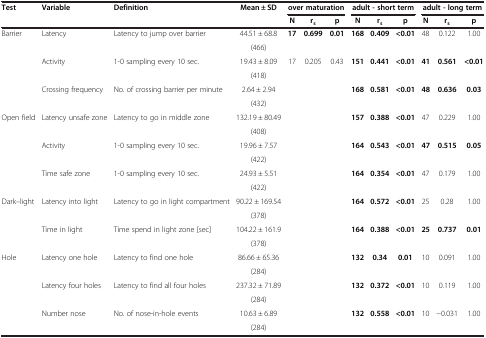 Test Variable Definition Mean ± SD over maturation adult - short term adult - long term
N rs p N rs p N rs p
Barrier Latency Latency to jump over barrier 44.51 ± 68.8 17 0.699 0.01 168 0.409 <0.01 48 0.122 1.00
(466)
Activity 1-0 sampling every 10 sec. 19.43 ± 8.09 17 0.205 0.43 151 0.441 <0.01 41 0.561 <0.01
(418)
Crossing frequency No. of crossing barrier per minute 2.64 ± 2.94 168 0.581 <0.01 48 0.636 0.03
(432)
Open field Latency unsafe zone Latency to go in middle zone 132.19 ± 80.49 157 0.388 <0.01 47 0.229 1.00
(408)
Activity 1-0 sampling every 10 sec. 19.96 ± 7.57 164 0.543 <0.01 47 0.515 0.05
(422)
Time safe zone 1-0 sampling every 10 sec. 24.93 ± 5.51 164 0.354 <0.01 47 0.179 1.00
(422)
Dark–light Latency into light Latency to go in light compartment 90.22 ± 169.54 164 0.572 <0.01 25 0.28 1.00
(378)
Time in light Time spend in light zone [sec] 104.22 ± 161.9 164 0.388 <0.01 25 0.737 0.01
(378)
Hole Latency one hole Latency to find one hole 86.66 ± 65.36 132 0.34 0.01 10 0.091 1.00
(284)
Latency four holes Latency to find all four holes 237.32 ± 71.89 132 0.372 <0.01 10 0.119 1.00
(284)
Number nose No. of nose-in-hole events 10.63 ± 6.89 132 0.558 <0.01 10 −0.031 1.00
(284)